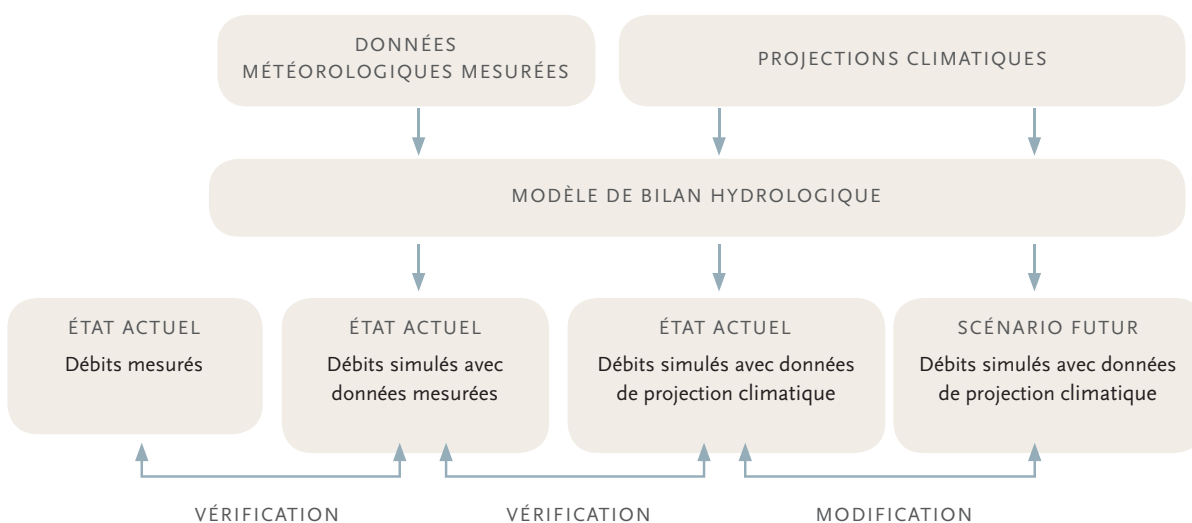 DONNÉES
MÉTÉOROLOGIQUES MESURÉES
PROJECTIONS CLIMATIQUES
MODÈLE DE BILAN HYDROLOGIQUE
ÉTAT ACTUEL
Débits mesurés
ÉTAT ACTUEL
Débits simulés avec
données mesurées
ÉTAT ACTUEL
Débits simulés avec données
de projection climatique
SCÉNARIO FUTUR
Débits simulés avec données
de projection climatique
VÉRIFICATION
VÉRIFICATION
MODIFICATION